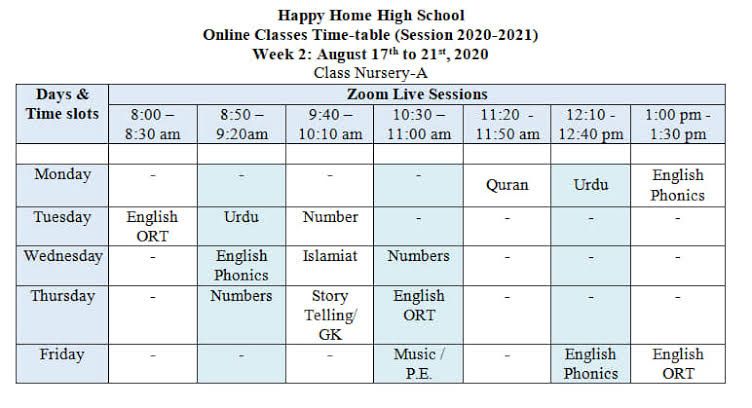 Happy Home High School
Online Classes Time-table (Session 2020-2021)
Week 2: August 17th to 21st, 2020
Class Nursery-A
Days & Zoom Live Sessions
Time slots 8:00 – 8:50 – 9:40 – 10:30 – 11:20 - 12:10 - 1:00 pm -
8:30 am 9:20am 10:10 am 11:00 am 11:50 am 12:40 pm 1:30 pm
Monday - - - - Quran Urdu English
Phonics
Tuesday English Urdu Number - - - -
ORT
Wednesday - English Islamiat Numbers - - -
Phonics
Thursday - Numbers Story English - - -
Telling/ ORT
GK
Friday - - - Music / - English English
P.E. Phonics ORT